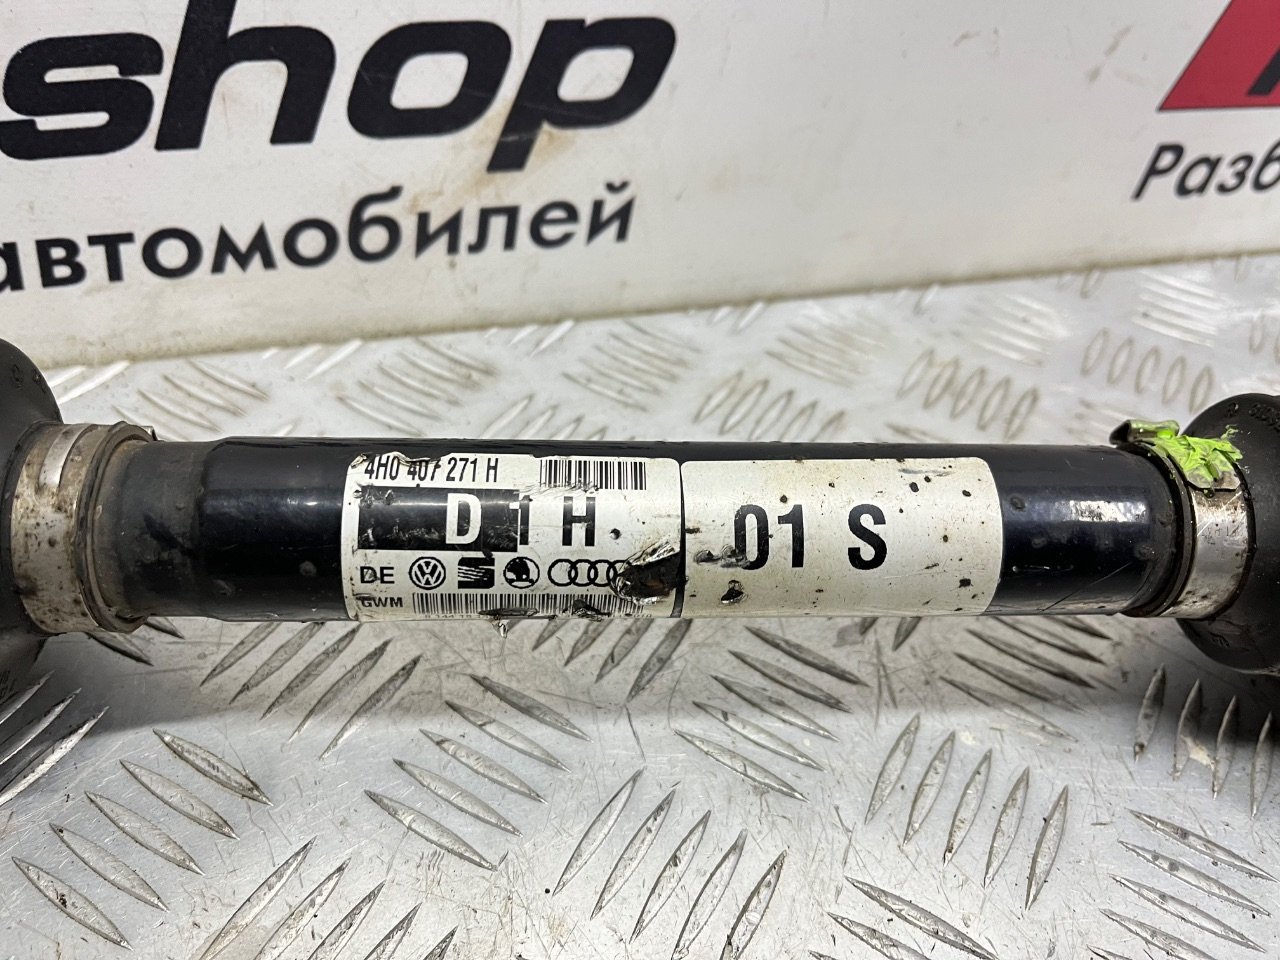 shop
автомобилей
Разб
4H0 407 271 H
D 1 H
01 S
DE
GWM